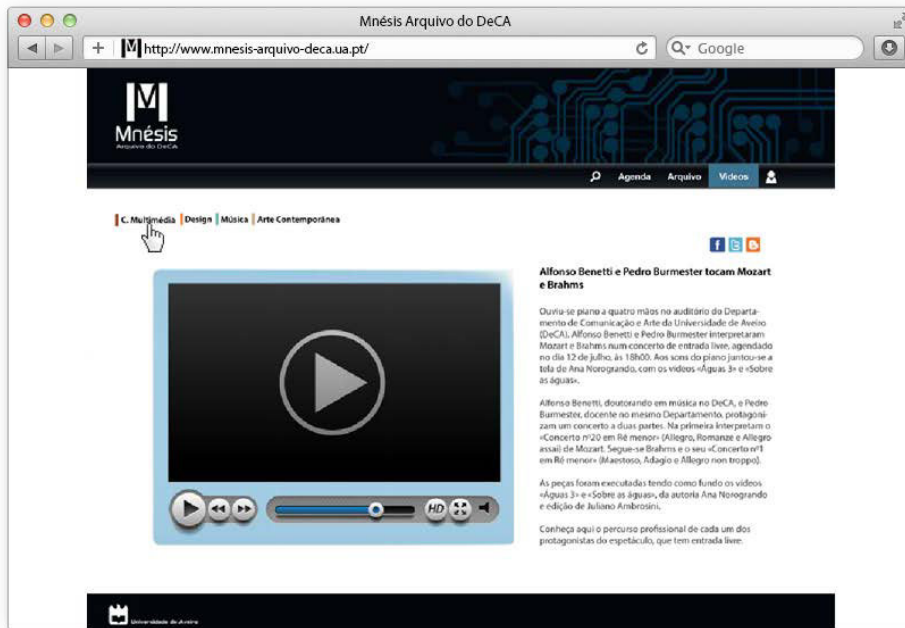 Mnésis Arquivo do DeCA
http://www.mnesis-arquivo-deca.ua.pt/
Google
M
Mnésis
Arquivo do DeCA
Agenda Arquivo Videos
C. Multimédia Design Música Arte Contemporânea
f t B
Alfonso Benetti e Pedro Burmester tocam Mozart
e Brahms
Ouviu-se piano a quatro mãos no auditório do Departa-
mento de Comunicação e Arte da Universidade de Aveiro
(DeCA). Alfonso Benetti e Pedro Burmester interpretaram
Mozart e Brahms num concerto de entrada livre, agendado
no dia 12 de julho, às 18h00. Aos sons do piano juntou-se a
tela de Ana Norogrando, com os videos «Águas 3» e «Sobre
as águas».
Alfonso Benetti, doutorando em música no DeCA, e Pedro
Burmester, docente no mesmo Departamento, protagoni-
zam um concerto a duas partes. Na primeira interpretam o
«Concerto nº20 em Ré menor» (Allegro, Romanze e Allegro
assai) de Mozart. Segue-se Brahms e o seu «Concerto nº1
em Ré menor» (Maestoso, Adagio e Allegro non troppo).
As peças foram executadas tendo como fundo os videos
«Águas 3» e «Sobre as águas», da autoria Ana Norogrando
e edição de Juliano Ambrosini.
Conheça aqui o percurso profissional de cada um dos
protagonistas do espetáculo, que tem entrada livre.
HD
Universidade de Aveiro